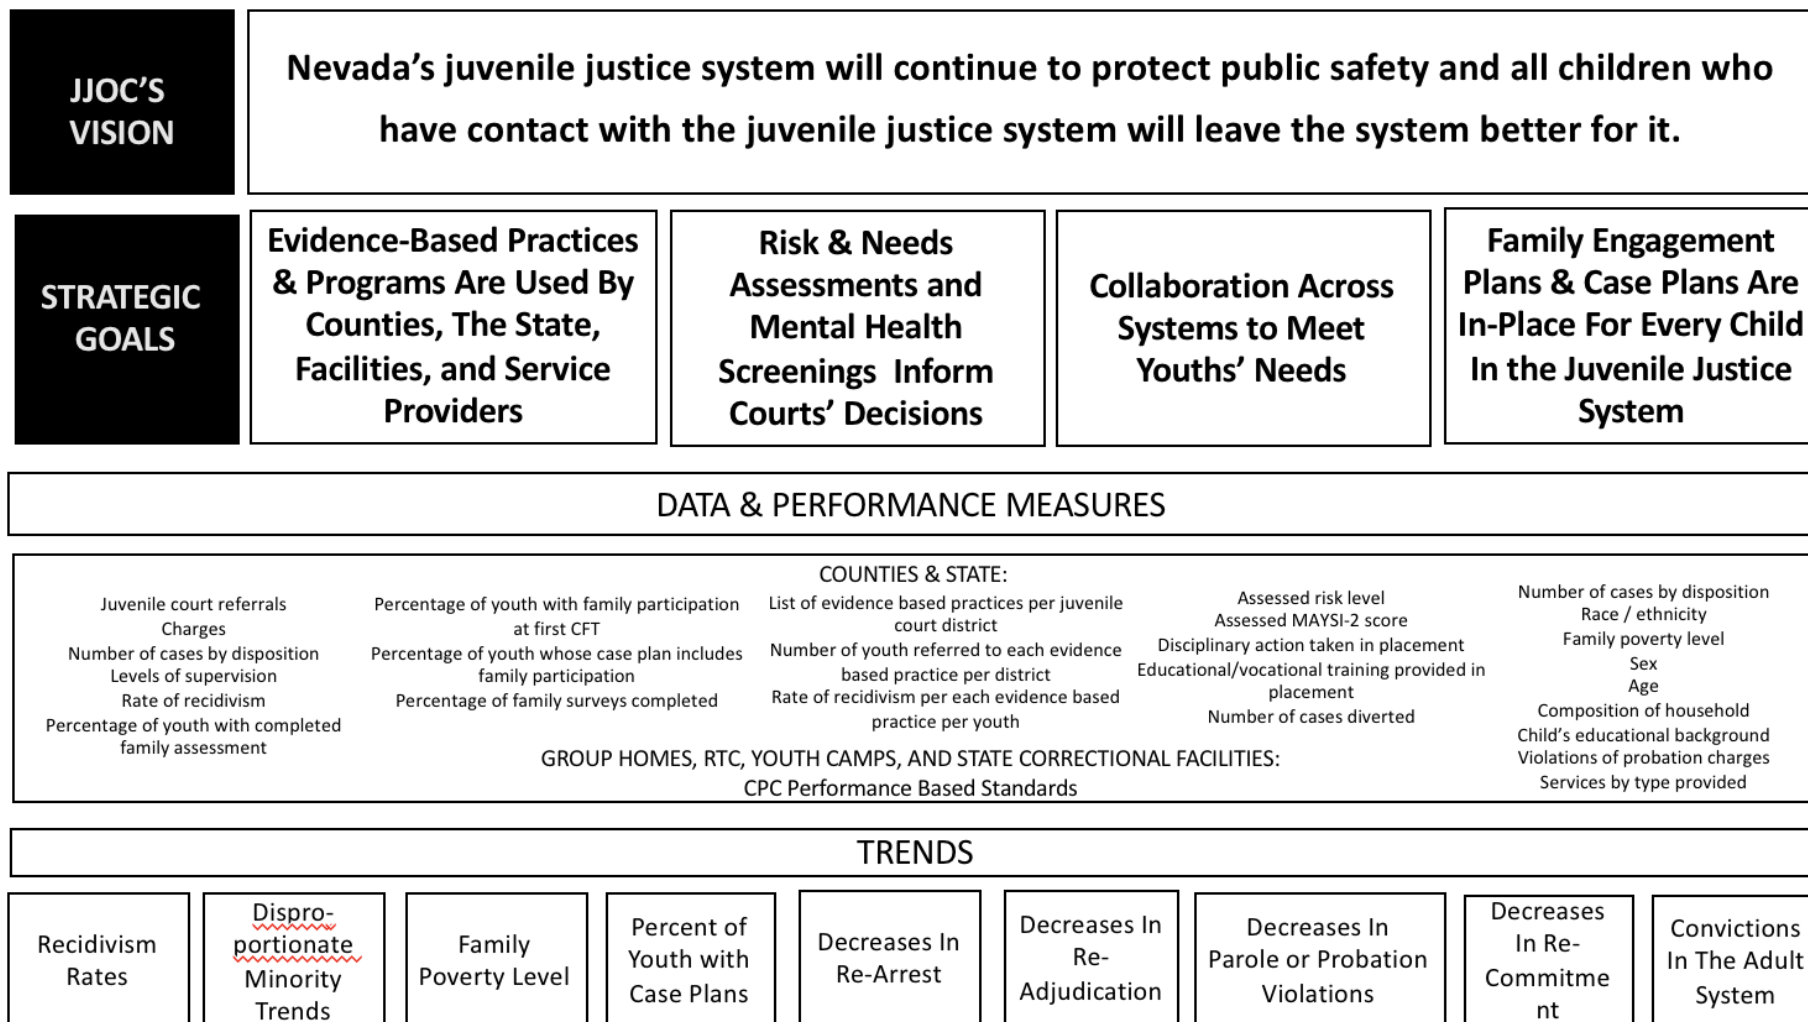 JJOC’S
VISION
Nevada’s juvenile justice system will continue to protect public safety and all children who
have contact with the juvenile justice system will leave the system better for it.
STRATEGIC
GOALS
Evidence-Based Practices
& Programs Are Used By
Counties, The State,
Facilities, and Service
Providers
Risk & Needs
Assessments and
Mental Health
Screenings  Inform
Courts’ Decisions
Collaboration Across
Systems to Meet
Youths’ Needs
Family Engagement
Plans & Case Plans Are
In-Place For Every Child
In the Juvenile Justice
System
DATA & PERFORMANCE MEASURES
COUNTIES & STATE:
Juvenile court referrals
Charges
Number of cases by disposition
Levels of supervision
Rate of recidivism
Percentage of youth with completed
family assessment
Percentage of youth with family participation
at first CFT
Percentage of youth whose case plan includes
family participation
Percentage of family surveys completed
List of evidence based practices per juvenile
court district
Number of youth referred to each evidence
based practice per district
Rate of recidivism per each evidence based
practice per youth
Assessed risk level
Assessed MAYSI-2 score
Disciplinary action taken in placement
Educational/vocational training provided in
placement
Number of cases diverted
Number of cases by disposition
Race / ethnicity
Family poverty level
Sex
Age
Composition of household
Child’s educational background
Violations of probation charges
Services by type provided
GROUP HOMES, RTC, YOUTH CAMPS, AND STATE CORRECTIONAL FACILITIES:
CPC Performance Based Standards
TRENDS
Recidivism
Rates
Dispro-
portionate
Minority
Trends
Family
Poverty Level
Percent of
Youth with
Case Plans
Decreases In
Re-Arrest
Decreases In
Re-
Adjudication
Decreases In
Parole or Probation
Violations
Decreases
In Re-
Commitme
nt
Convictions
In The Adult
System